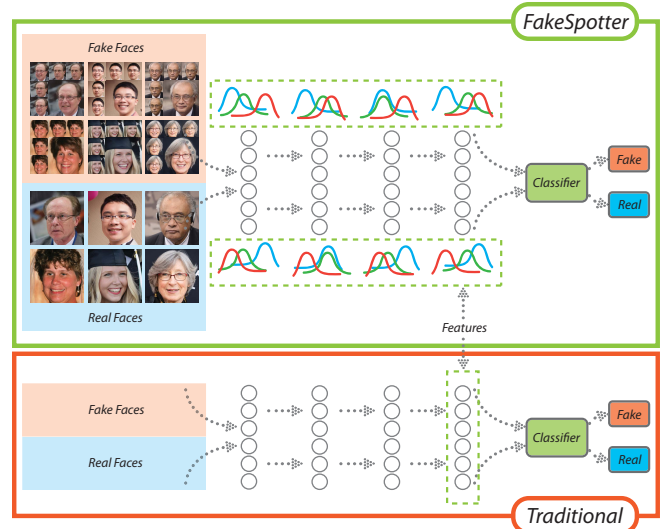 FakeSpotter
Fake Faces
Fake
Classifier
Real
Real Faces
Features
Fake Faces
Fake
Classifier
Real Faces
Real
Traditional